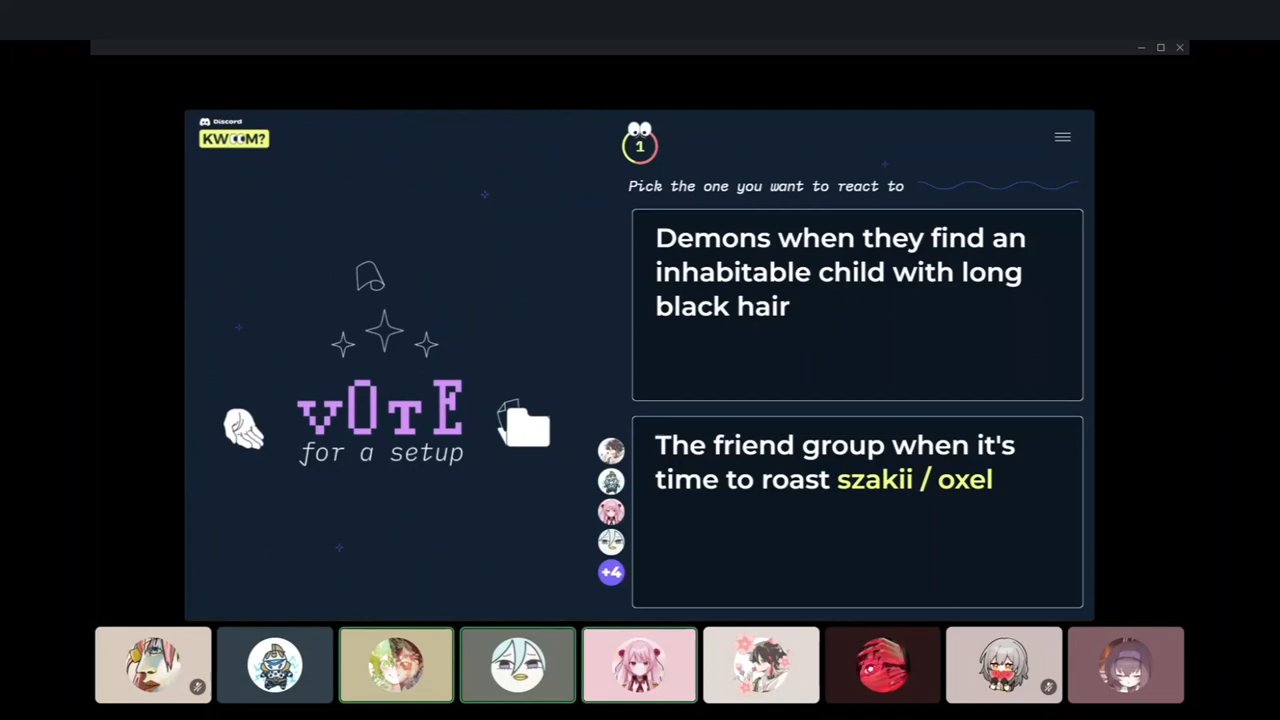 Discord
KWOOM?
1
Pick the one you want to react to
Demons when they find an
inhabitable child with long
black hair
vOTE
for a setup
The friend group when it's
time to roast szakii / oxel
+4